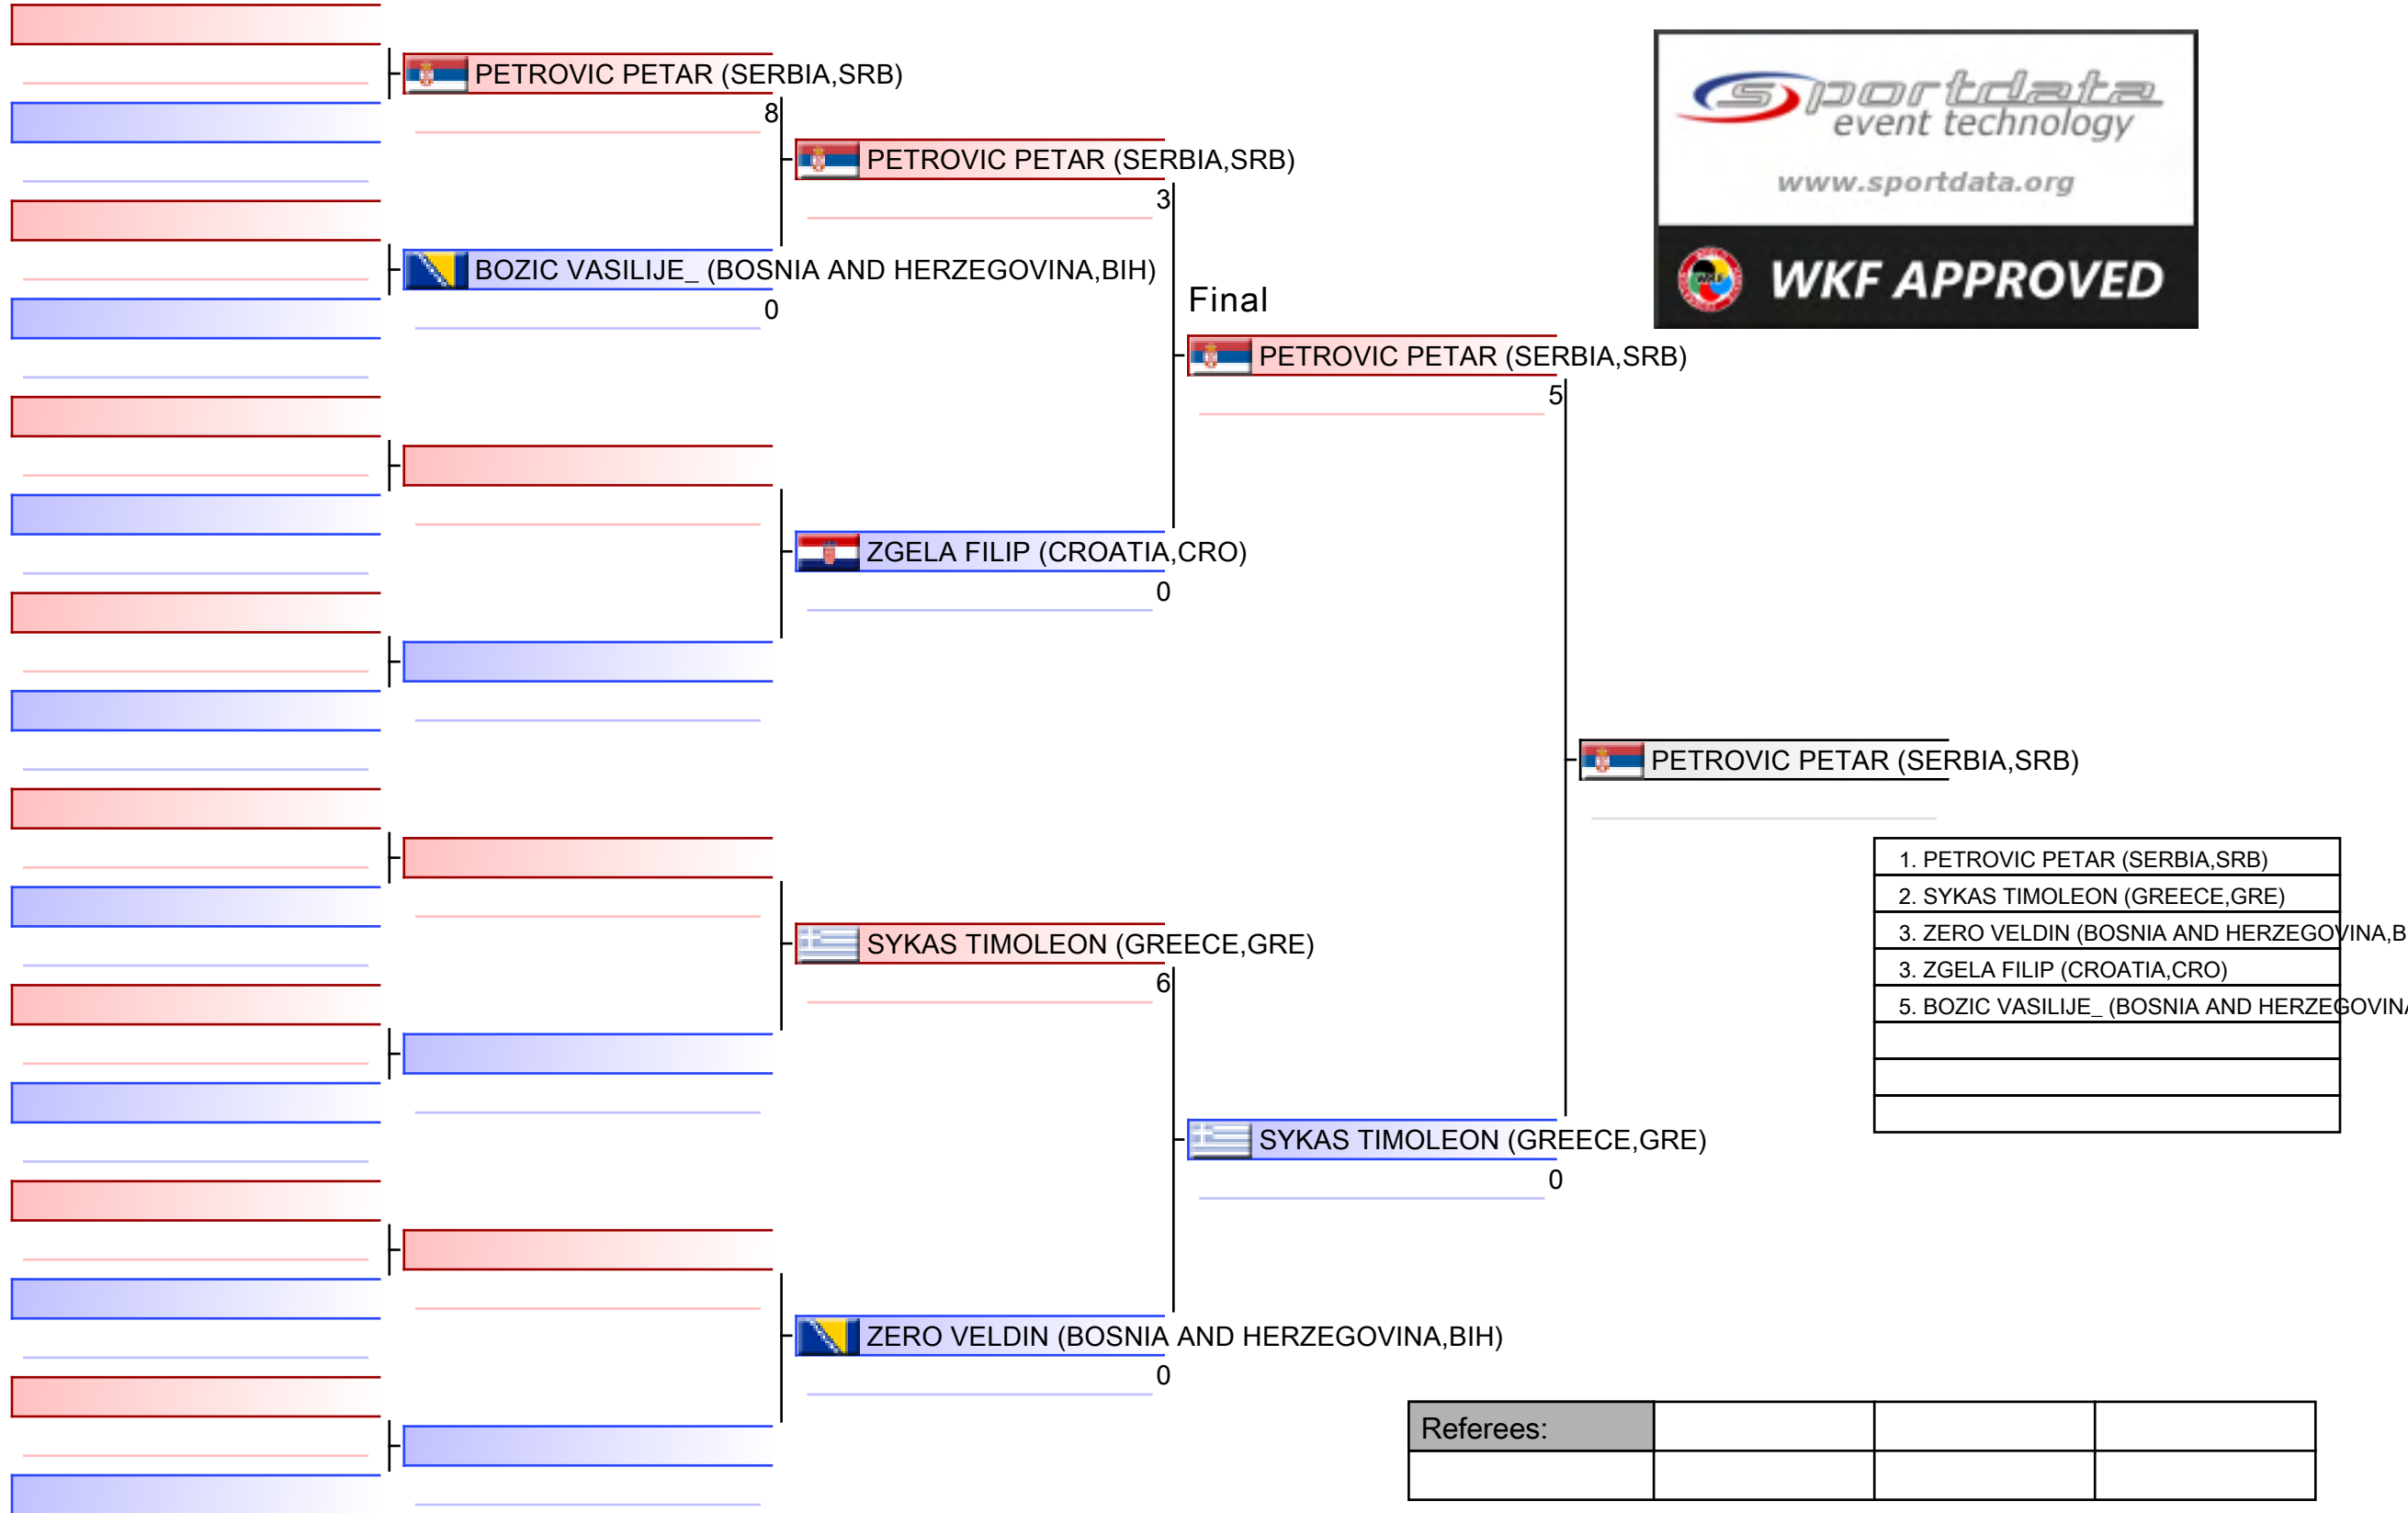 PETROVIC PETAR (SERBIA,SRB)
8
BOZIC VASILIJE_ (BOSNIA AND HERZEGOVINA,BIH)
0
PETROVIC PETAR (SERBIA,SRB)
3
ZGELA FILIP (CROATIA,CRO)
0
SYKAS TIMOLEON (GREECE,GRE)
6
ZERO VELDIN (BOSNIA AND HERZEGOVINA,BIH)
0
Final
PETROVIC PETAR (SERBIA,SRB)
5
SYKAS TIMOLEON (GREECE,GRE)
0
PETROVIC PETAR (SERBIA,SRB)
sportdata
event technology
www.sportdata.org
WKF APPROVED
1. PETROVIC PETAR (SERBIA,SRB)
2. SYKAS TIMOLEON (GREECE,GRE)
3. ZERO VELDIN (BOSNIA AND HERZEGOVINA,B
3. ZGELA FILIP (CROATIA,CRO)
5. BOZIC VASILIJE_ (BOSNIA AND HERZEGOVINA
Referees: